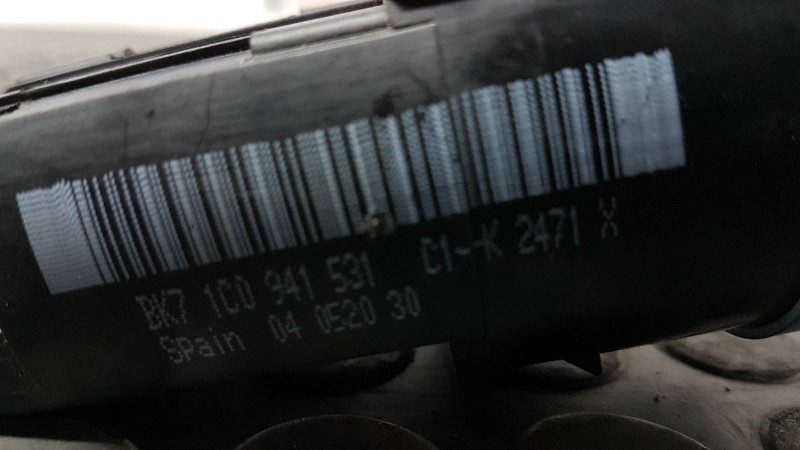 BK7 1C0 941 531 C1--K 2471 X
Spain 04 0520 30